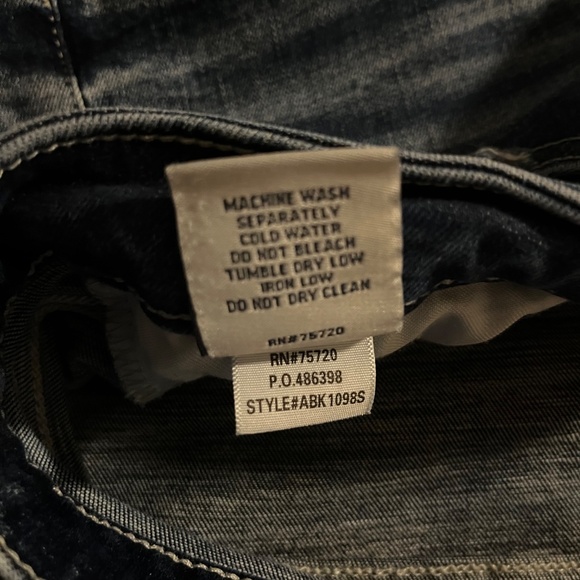 MACHINE WASH
SEPARATELY
COLD WATER
DO NOT BLEACH
TUMBLE DRY LOW
IRON LOW
DO NOT DRY CLEAN
RN#75720
RN#75720
P.O.486398
STYLE#ABK1098S